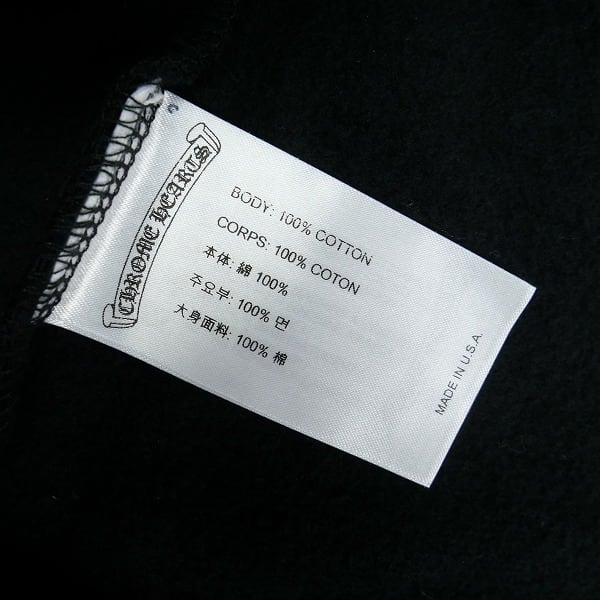 CHROME HEARTS
BODY: 100% COTTON
CORPS: 100% COTON
本体: 綿 100%
주요부: 100% 면
大身面料: 100% 棉
MADE IN U.S.A.